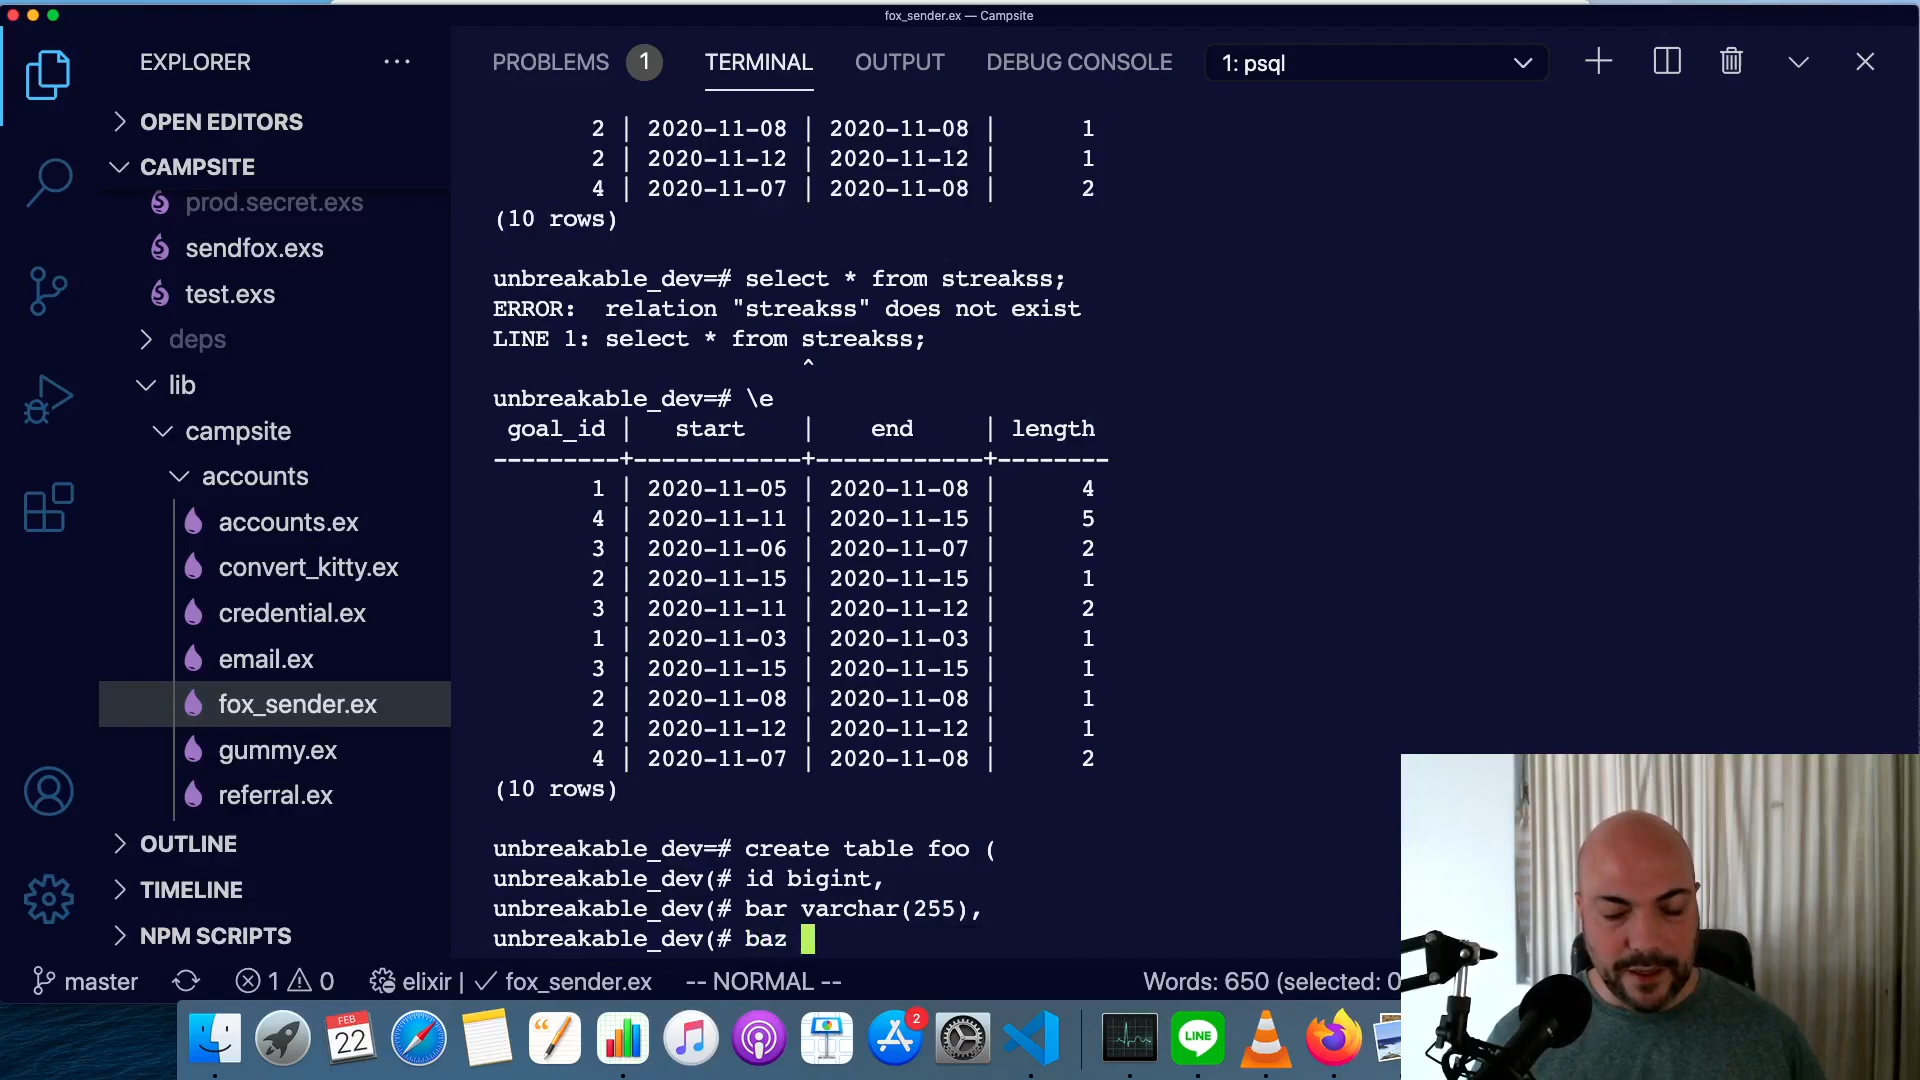 fox_sender.ex — Campsite
EXPLORER
PROBLEMS 1 TERMINAL OUTPUT DEBUG CONSOLE 1: psql
OPEN EDITORS
CAMPSITE
prod.secret.exs
sendfox.exs
test.exs
deps
lib
campsite
accounts
accounts.ex
convert_kitty.ex
credential.ex
email.ex
fox_sender.ex
gummy.ex
referral.ex
OUTLINE
TIMELINE
NPM SCRIPTS
2 | 2020-11-08 | 2020-11-08 | 1
2 | 2020-11-12 | 2020-11-12 | 1
4 | 2020-11-07 | 2020-11-08 | 2
(10 rows)
unbreakable_dev=# select * from streakss;
ERROR:  relation "streakss" does not exist
LINE 1: select * from streakss;
^
unbreakable_dev=# \e
goal_id | start | end | length
---------+------------+------------+--------
1 | 2020-11-05 | 2020-11-08 | 4
4 | 2020-11-11 | 2020-11-15 | 5
3 | 2020-11-06 | 2020-11-07 | 2
2 | 2020-11-15 | 2020-11-15 | 1
3 | 2020-11-11 | 2020-11-12 | 2
1 | 2020-11-03 | 2020-11-03 | 1
3 | 2020-11-15 | 2020-11-15 | 1
2 | 2020-11-08 | 2020-11-08 | 1
2 | 2020-11-12 | 2020-11-12 | 1
4 | 2020-11-07 | 2020-11-08 | 2
(10 rows)
unbreakable_dev=# create table foo (
unbreakable_dev(# id bigint,
unbreakable_dev(# bar varchar(255),
unbreakable_dev(# baz
master 1 0 elixir | ✓ fox_sender.ex -- NORMAL -- Words: 650 (selected: 0
FEB
22
2
LINE